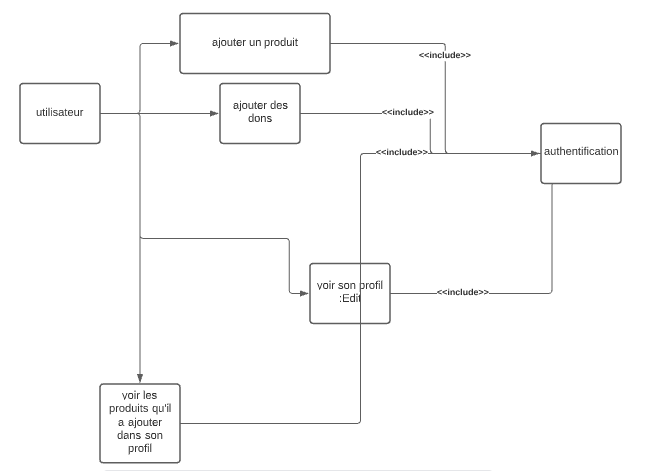 ajouter un produit
<<include>>
utilisateur
ajouter des
dons
<<include>>
<<include>>
authentification
voir son profil
:Edit
<<include>>
voir les
produits qu'il
a ajouter
dans son
profil